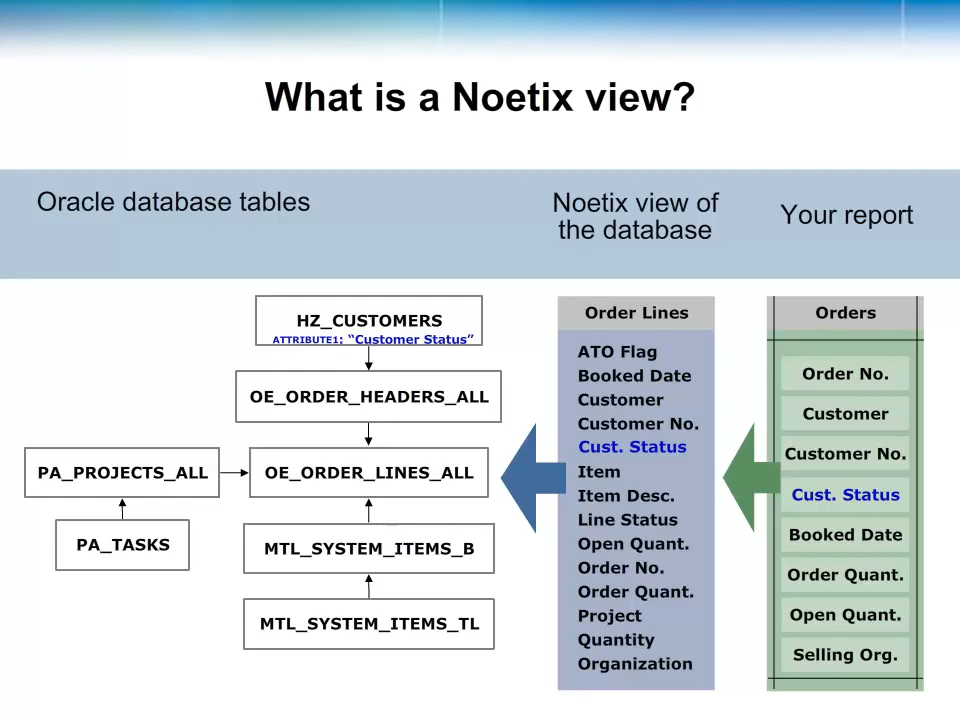 What is a Noetix view?
Oracle database tables
Noetix view of
the database
Your report
HZ_CUSTOMERS
ATTRIBUTE1: “Customer Status”
OE_ORDER_HEADERS_ALL
PA_PROJECTS_ALL
OE_ORDER_LINES_ALL
PA_TASKS
MTL_SYSTEM_ITEMS_B
MTL_SYSTEM_ITEMS_TL
Order Lines
ATO Flag
Booked Date
Customer
Customer No.
Cust. Status
Item
Item Desc.
Line Status
Open Quant.
Order No.
Order Quant.
Project
Quantity
Organization
Orders
Order No.
Customer
Customer No.
Cust. Status
Booked Date
Order Quant.
Open Quant.
Selling Org.